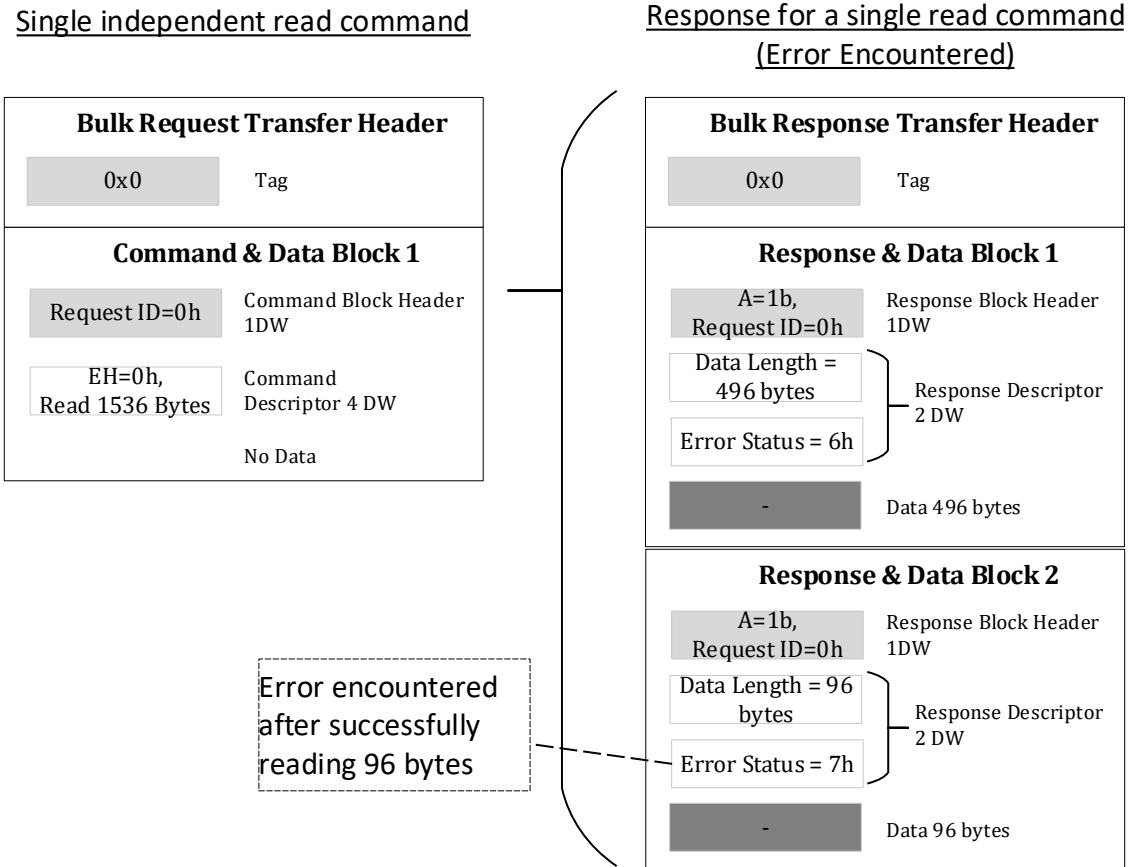 Single independent read command
Bulk Request Transfer Header
0x0
Tag
Command & Data Block 1
Request ID=0h
Command Block Header
1DW
EH=0h,
Read 1536 Bytes
Command
Descriptor 4 DW
No Data
Response for a single read command
(Error Encountered)
Bulk Response Transfer Header
0x0
Tag
Response & Data Block 1
A=1b,
Request ID=0h
Response Block Header
1DW
Data Length =
496 bytes
Error Status = 6h
Response Descriptor
2 DW
-
Data 496 bytes
Response & Data Block 2
A=1b,
Request ID=0h
Response Block Header
1DW
Data Length = 96
bytes
Error Status = 7h
Response Descriptor
2 DW
-
Data 96 bytes
Error encountered
after successfully
reading 96 bytes